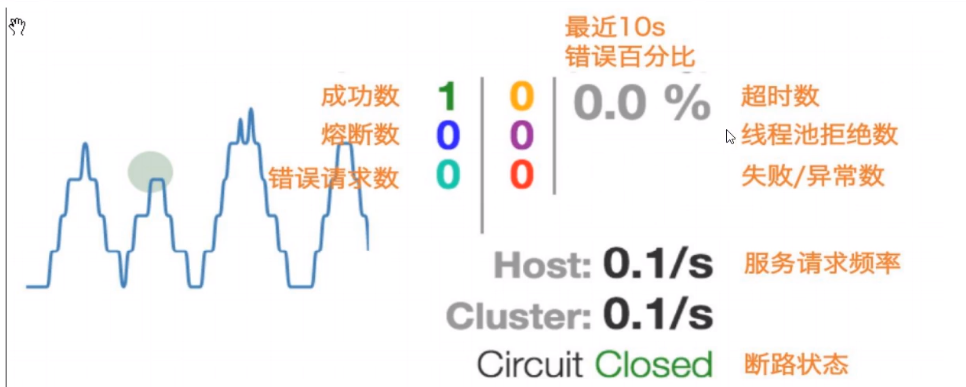 最近10s
错误百分比
成功数 1 0 0.0 % 超时数
熔断数 0 0 线程池拒绝数
错误请求数 0 0 失败/异常数
Host: 0.1/s 服务请求频率
Cluster: 0.1/s
Circuit Closed 断路状态